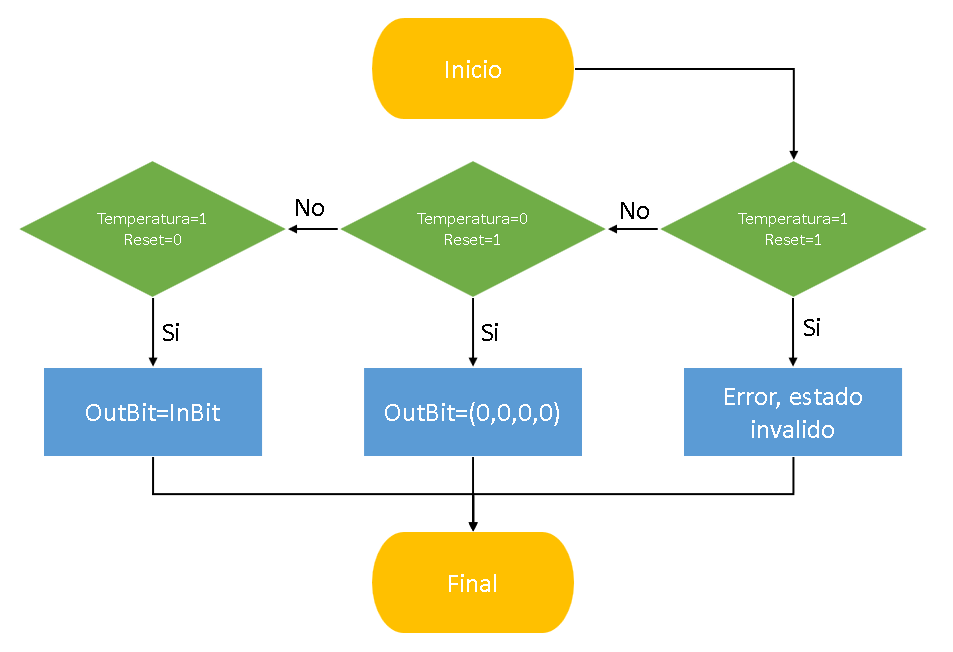 Inicio
Temperatura=1
Reset=0
No
Temperatura=0
Reset=1
No
Temperatura=1
Reset=1
Si
Si
Si
OutBit=InBit
OutBit=(0,0,0,0)
Error, estado
invalido
Final